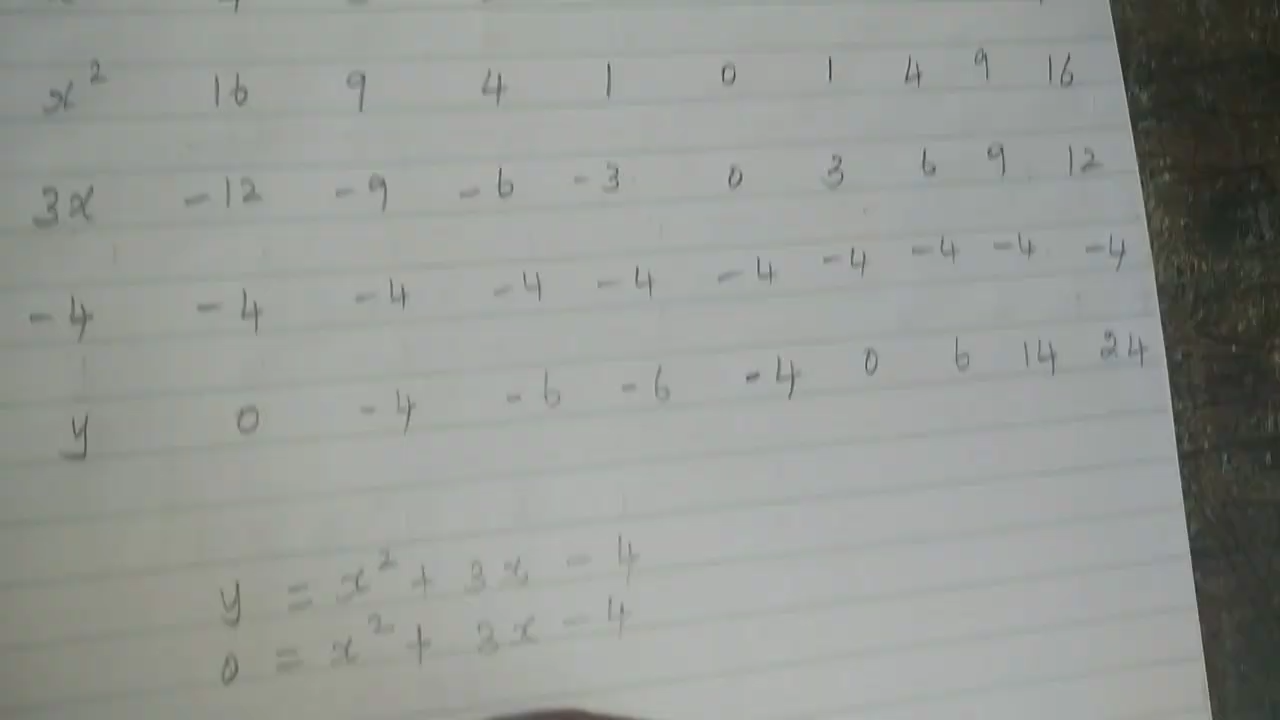 x² 16 9 4 1 0 1 4 9 16
3x -12 -9 -6 -3 0 3 6 9 12
-4 -4 -4 -4 -4 -4 -4 -4 -4 -4
y 0 -4 -6 -6 -4 0 6 14 24
y = x² + 3x - 4
0 = x² + 3x - 4